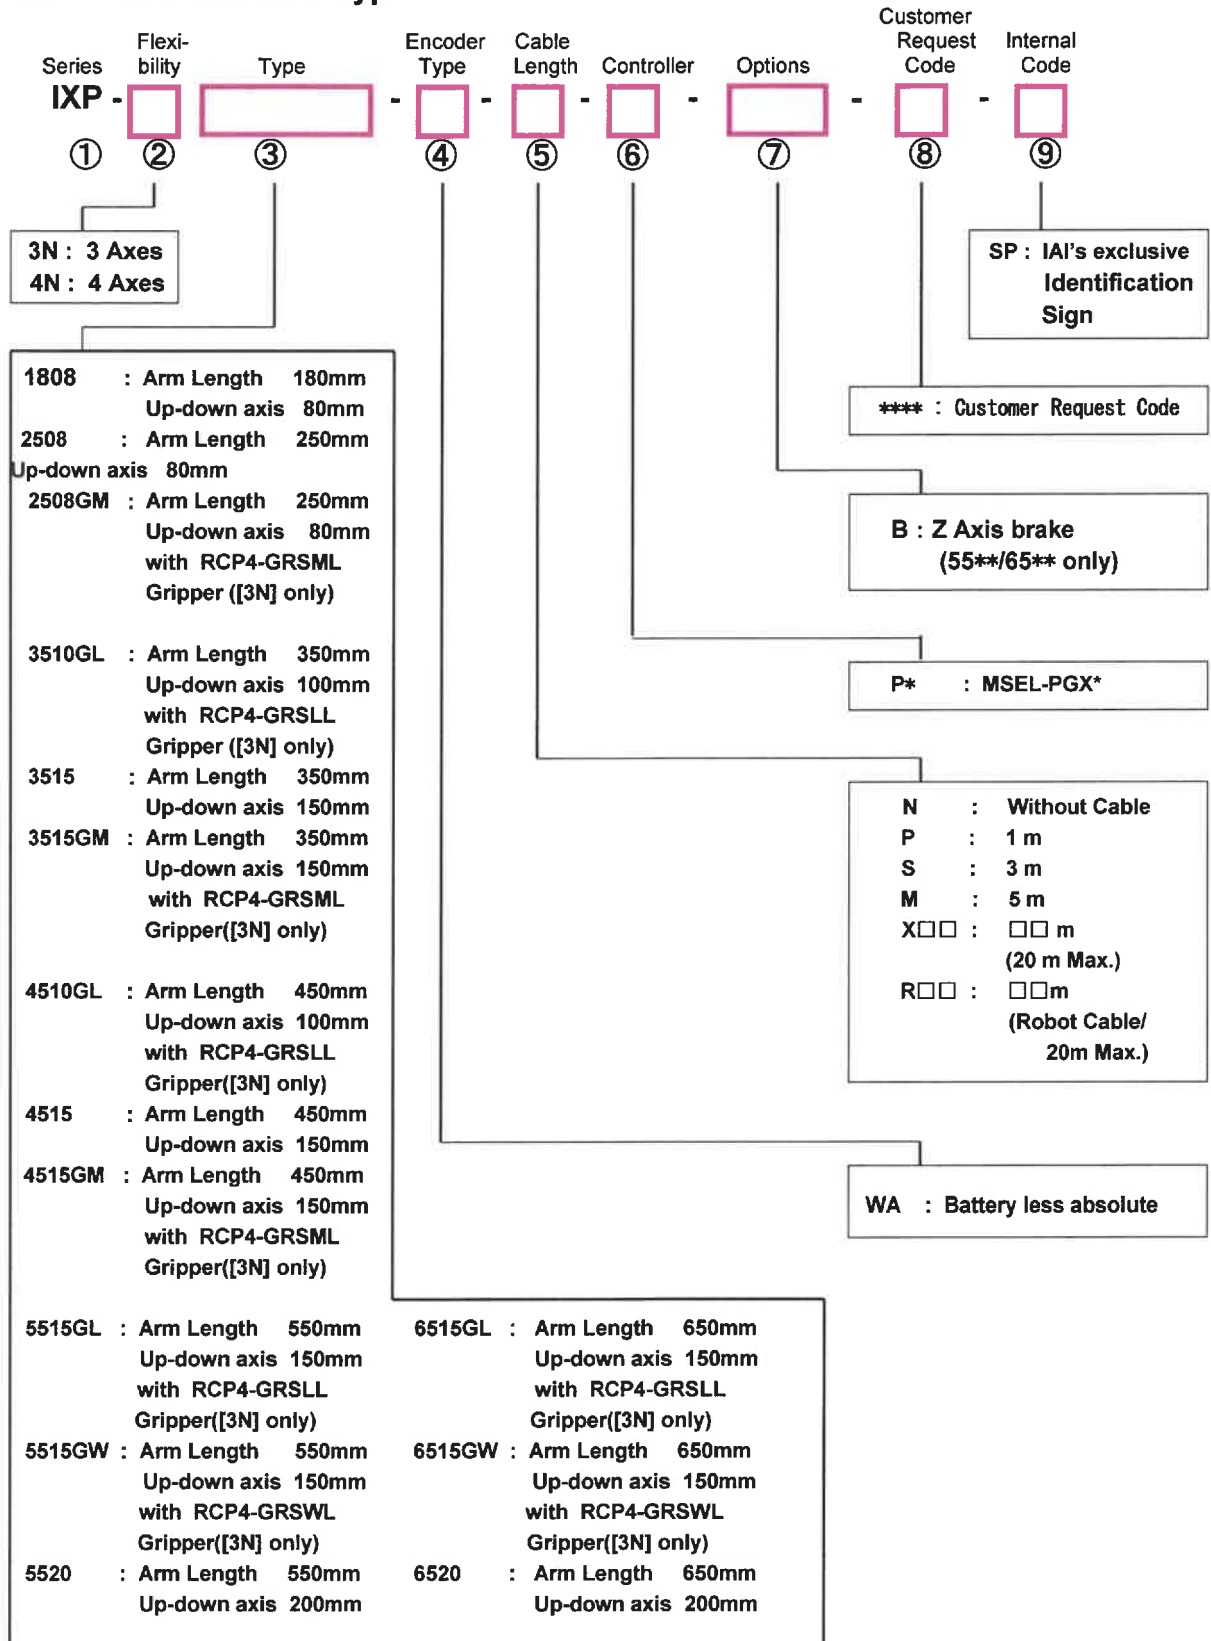 Customer
Flexi- Encoder Cable Request Internal
Series bility Type Type Length Controller Options Code Code
IXP - - - - - - -
① ② ③ ④ ⑤ ⑥ ⑦ ⑧ ⑨
3N : 3 Axes
4N : 4 Axes
SP : IAI's exclusive
Identification
Sign
1808 : Arm Length 180mm
Up-down axis 80mm
2508 : Arm Length 250mm
Up-down axis 80mm
2508GM : Arm Length 250mm
Up-down axis 80mm
with RCP4-GRSML
Gripper ([3N] only)
3510GL : Arm Length 350mm
Up-down axis 100mm
with RCP4-GRSLL
Gripper ([3N] only)
3515 : Arm Length 350mm
Up-down axis 150mm
3515GM : Arm Length 350mm
Up-down axis 150mm
with RCP4-GRSML
Gripper([3N] only)
4510GL : Arm Length 450mm
Up-down axis 100mm
with RCP4-GRSLL
Gripper([3N] only)
4515 : Arm Length 450mm
Up-down axis 150mm
4515GM : Arm Length 450mm
Up-down axis 150mm
with RCP4-GRSML
Gripper([3N] only)
5515GL : Arm Length 550mm
Up-down axis 150mm
with RCP4-GRSLL
Gripper([3N] only)
5515GW : Arm Length 550mm
Up-down axis 150mm
with RCP4-GRSWL
Gripper([3N] only)
5520 : Arm Length 550mm
Up-down axis 200mm
6515GL : Arm Length 650mm
Up-down axis 150mm
with RCP4-GRSLL
Gripper([3N] only)
6515GW : Arm Length 650mm
Up-down axis 150mm
with RCP4-GRSWL
Gripper([3N] only)
6520 : Arm Length 650mm
Up-down axis 200mm
**** : Customer Request Code
B : Z Axis brake
(55**/65** only)
P* : MSEL-PGX*
N : Without Cable
P : 1 m
S : 3 m
M : 5 m
X□□ : □□ m
(20 m Max.)
R□□ : □□m
(Robot Cable/
20m Max.)
WA : Battery less absolute